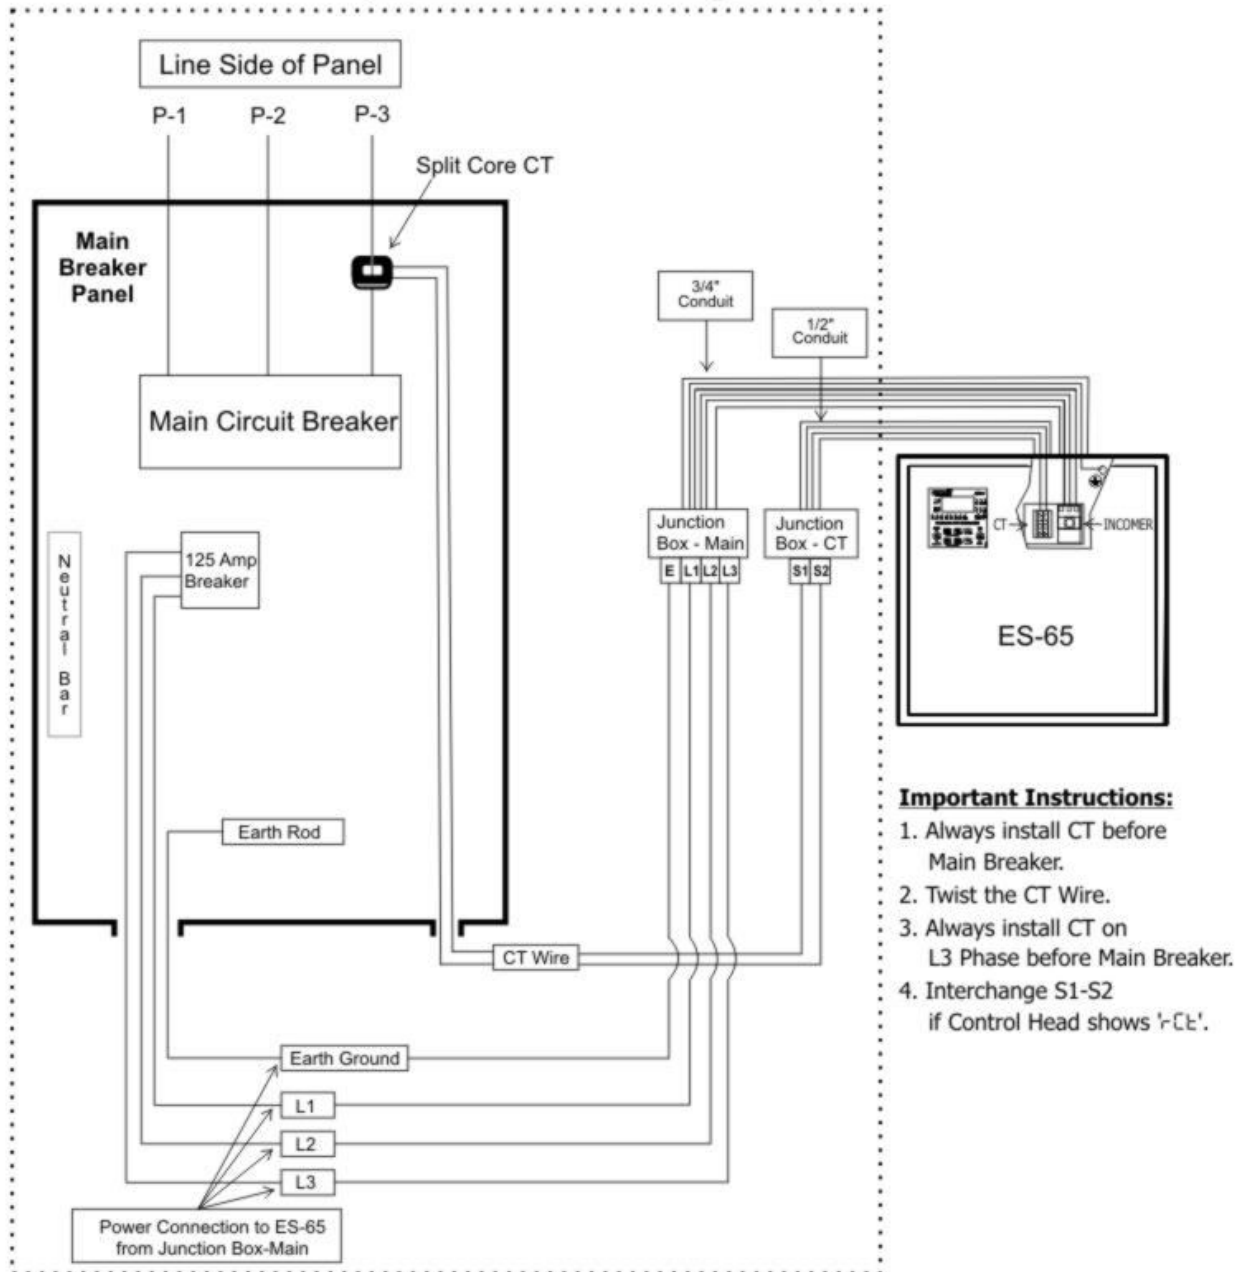 Line Side of Panel
P-1 P-2 P-3
Split Core CT
Main
Breaker
Panel
3/4"
Conduit
1/2"
Conduit
Main Circuit Breaker
Junction
Box - Main
E L1 L2 L3
Junction
Box - CT
S1 S2
CT
INCOMER
ES-65
125 Amp
Breaker
Neutral Bar
Earth Rod
CT Wire
Earth Ground
L1
L2
L3
Power Connection to ES-65
from Junction Box-Main
Important Instructions:
1. Always install CT before
Main Breaker.
2. Twist the CT Wire.
3. Always install CT on
L3 Phase before Main Breaker.
4. Interchange S1-S2
if Control Head shows 'rCt'.